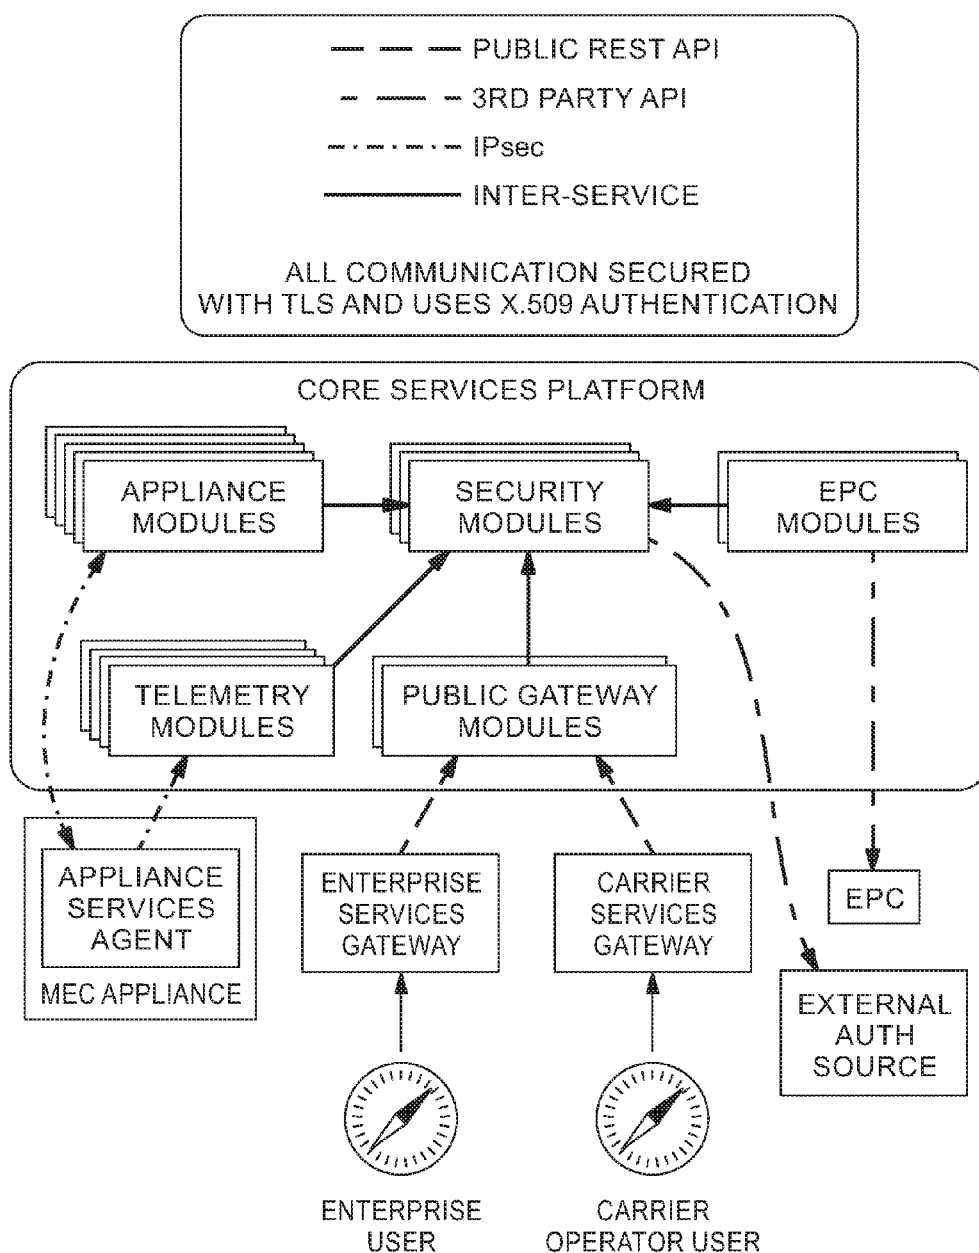 PUBLIC REST API
3RD PARTY API
IPsec
INTER-SERVICE
ALL COMMUNICATION SECURED
WITH TLS AND USES X.509 AUTHENTICATION
CORE SERVICES PLATFORM
APPLIANCE
MODULES
SECURITY
MODULES
EPC
MODULES
TELEMETRY
MODULES
PUBLIC GATEWAY
MODULES
APPLIANCE
SERVICES
AGENT
MEC APPLIANCE
ENTERPRISE
SERVICES
GATEWAY
CARRIER
SERVICES
GATEWAY
EPC
EXTERNAL
AUTH
SOURCE
ENTERPRISE
USER
CARRIER
OPERATOR USER